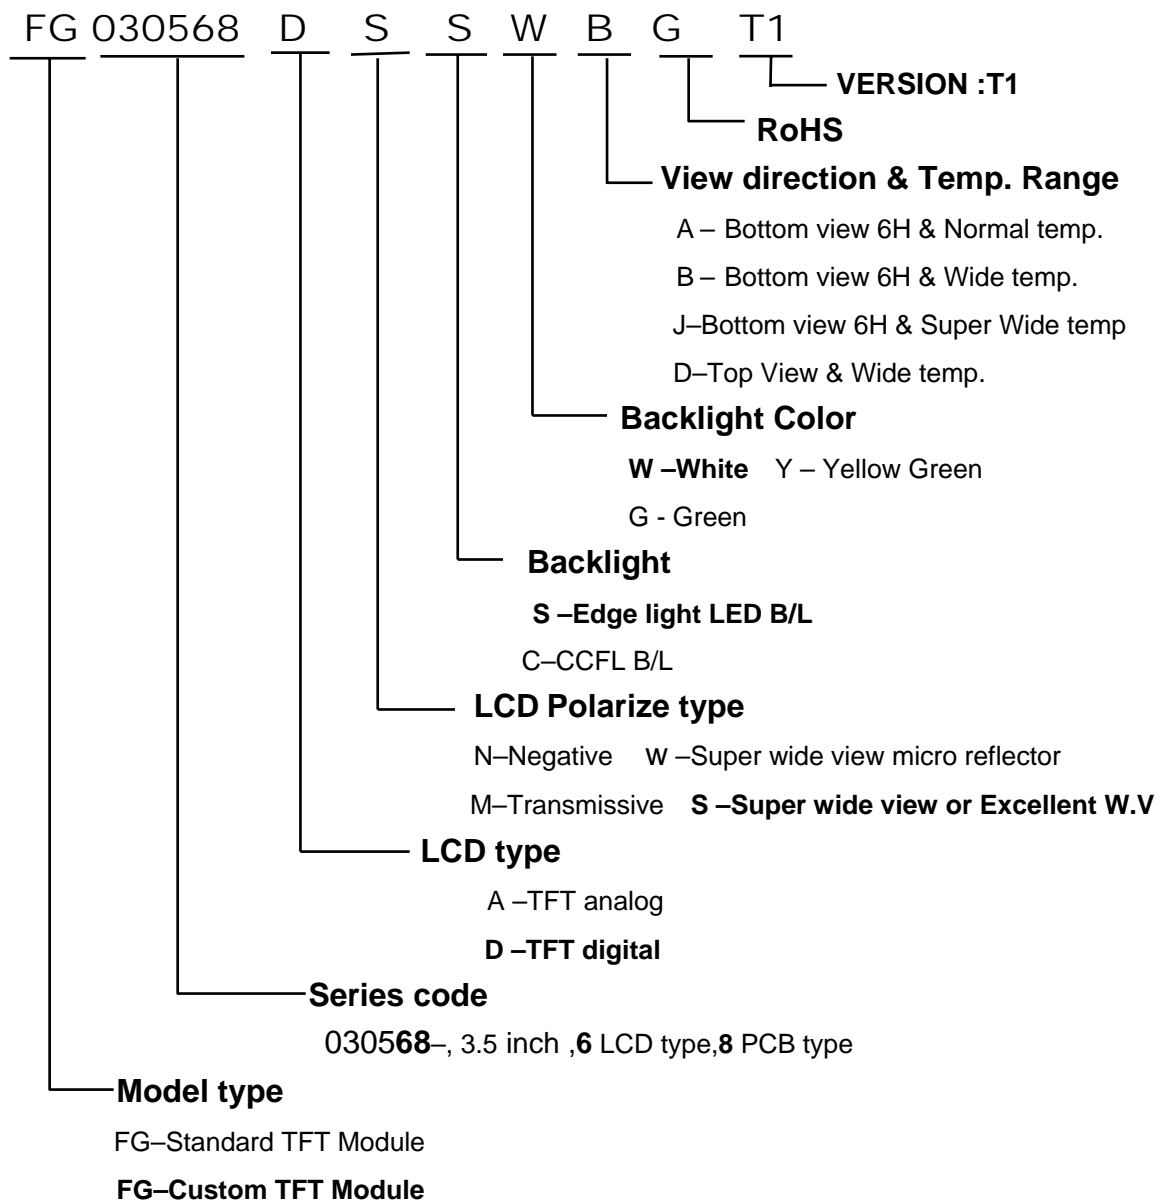 FG 030568 D S S W B G T1
VERSION :T1
RoHS
View direction & Temp. Range
A – Bottom view 6H & Normal temp.
B – Bottom view 6H & Wide temp.
J–Bottom view 6H & Super Wide temp
D–Top View & Wide temp.
Backlight Color
W –White Y – Yellow Green
G - Green
Backlight
S –Edge light LED B/L
C–CCFL B/L
LCD Polarize type
N–Negative W –Super wide view micro reflector
M–Transmissive S –Super wide view or Excellent W.V
LCD type
A –TFT analog
D –TFT digital
Series code
030568–, 3.5 inch ,6 LCD type,8 PCB type
Model type
FG–Standard TFT Module
FG–Custom TFT Module